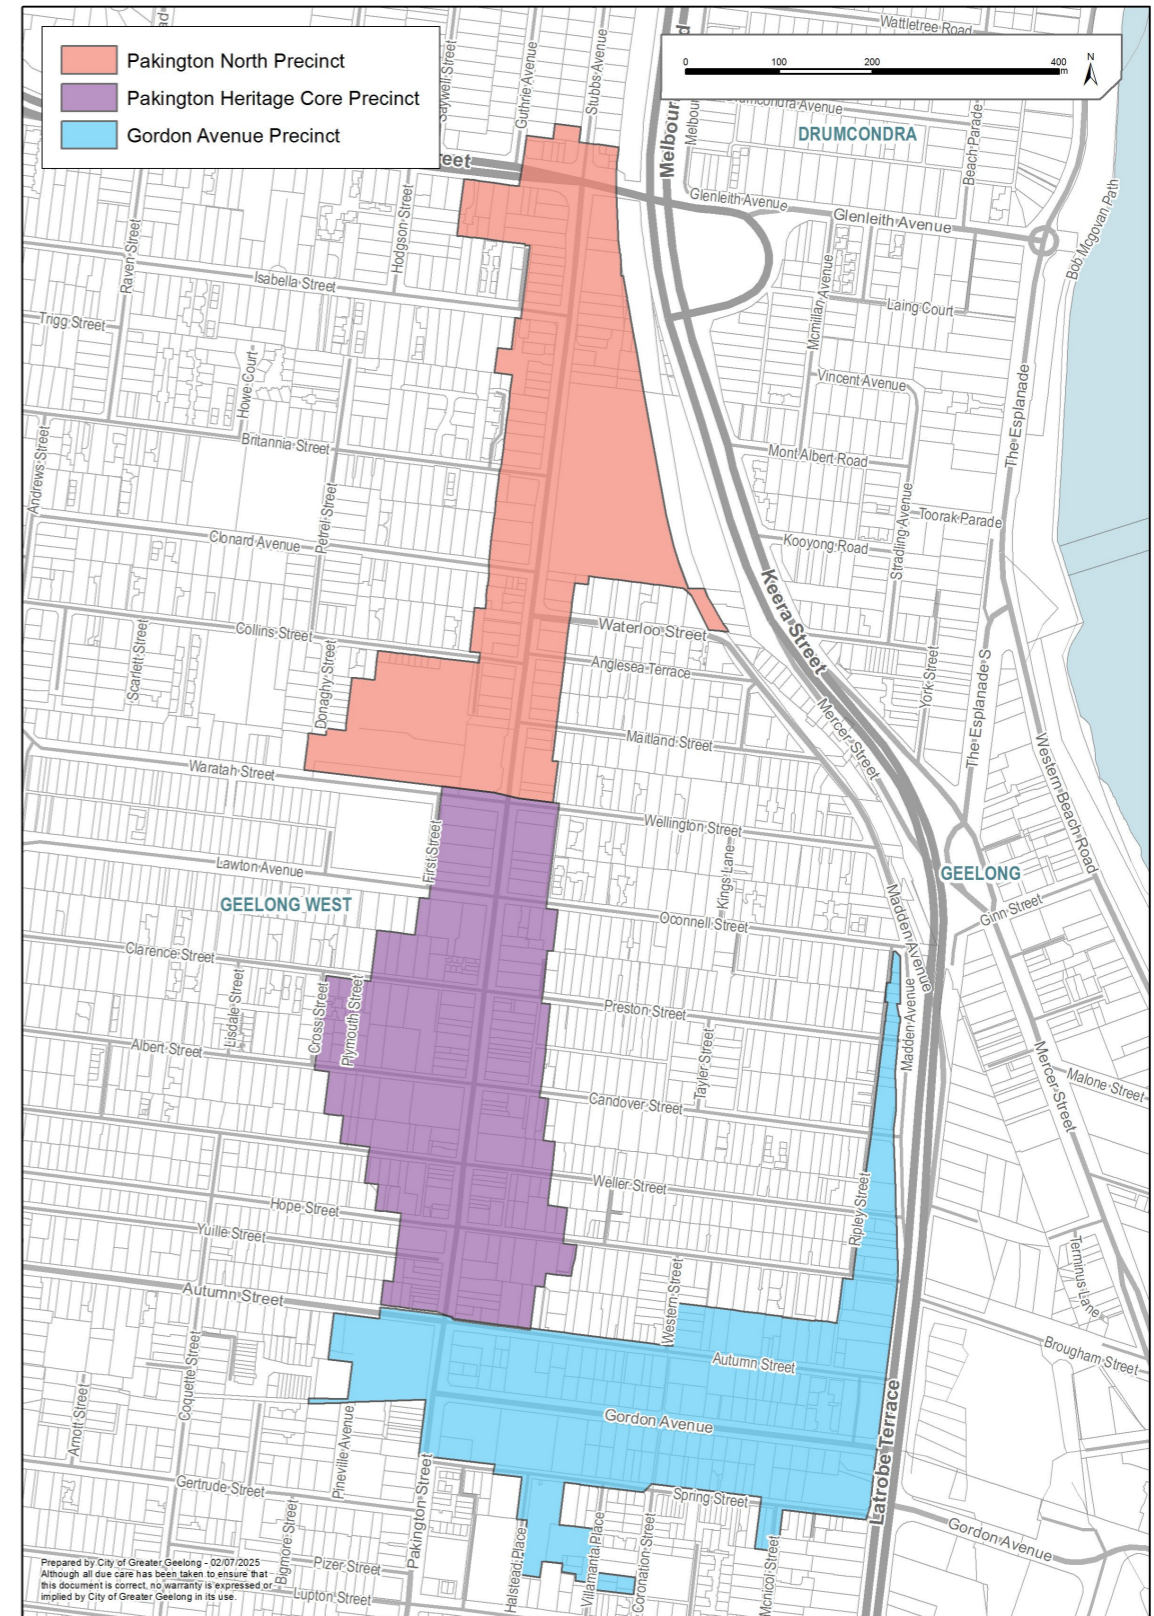 Pakington North Precinct
Pakington Heritage Core Precinct
Gordon Avenue Precinct
0 100 200 400
m
N
Wattletree Road
Saywell Street
Guthrie Avenue
Stubbs Avenue
Melbourne
Avenue
DRUMCONDRA
Beach Parade
eet
Glenleith Avenue
Glenleith Avenue
Bob Mcgovan Path
Raven Street
Hodgson Street
Isabella Street
Mcmillan Avenue
Laing Court
Trigg Street
Howe Court
Vincent Avenue
The Esplanade
Andrews Street
Britannia Street
Mont Albert Road
Petrel Street
Stradling Avenue
Toorak Parade
Clonard Avenue
Kooyong Road
Keera Street
Collins Street
Scarlett Street
Donaghy Street
Waterloo Street
Anglesea Terrace
York Street
The Esplanade S
Mercer Street
Maitland Street
Western Beach Road
Waratah Street
First Street
Wellington Street
Kings Lane
Lawton Avenue
GEELONG WEST
GEELONG
Oconnell Street
Madden Avenue
Ginn Street
Clarence Street
Lisdale Street
Cross Street
Plymouth Street
Preston Street
Madden Avenue
Albert Street
Tayler Street
Candover Street
Mercer Street
Malone Street
Weller Street
Ripley Street
Hope Street
Yuille Street
Western Street
Terminus Lane
Autumn Street
Autumn Street
Brougham Street
Coquette Street
Arnott Street
Pineville Avenue
Gordon Avenue
Latrobe Terrace
Pakington Street
Gertrude Street
Spring Street
Gordon Avenue
Bigmore Street
Halstead Place
Villamanta Place
Coronation Street
Mcnicol Street
Pizer Street
Lupton Street
Prepared by City of Greater Geelong - 02/07/2025
Although all due care has been taken to ensure that
this document is correct, no warranty is expressed or
implied by City of Greater Geelong in its use.